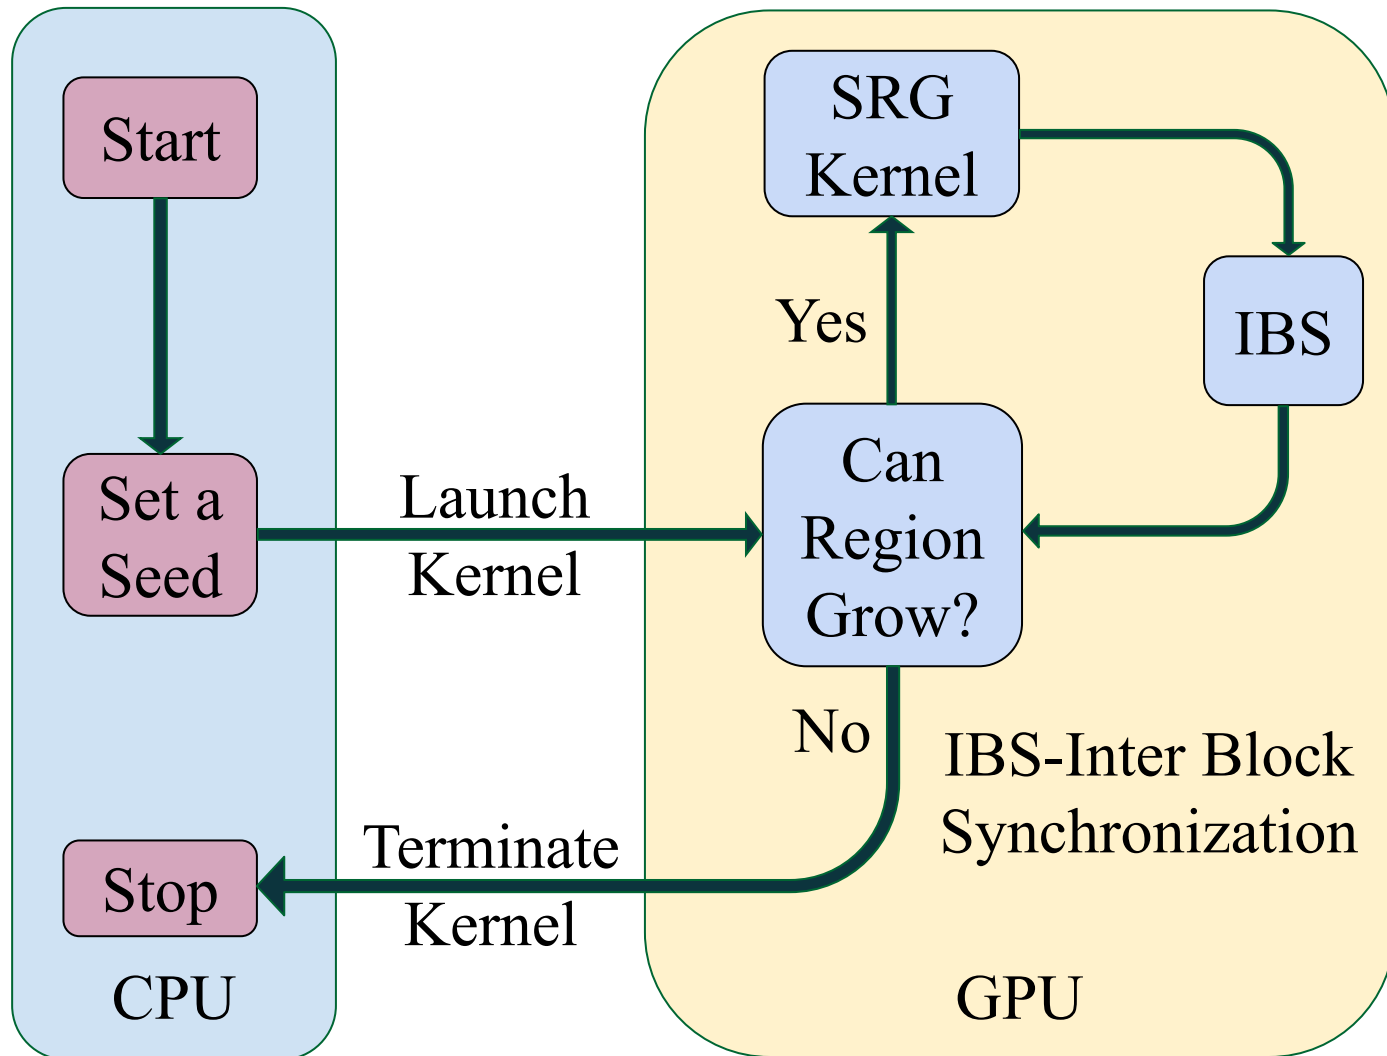 Start
Set a
Seed
Stop
CPU
Launch
Kernel
Terminate
Kernel
SRG
Kernel
IBS
Yes
Can
Region
Grow?
No
IBS-Inter Block
Synchronization
GPU